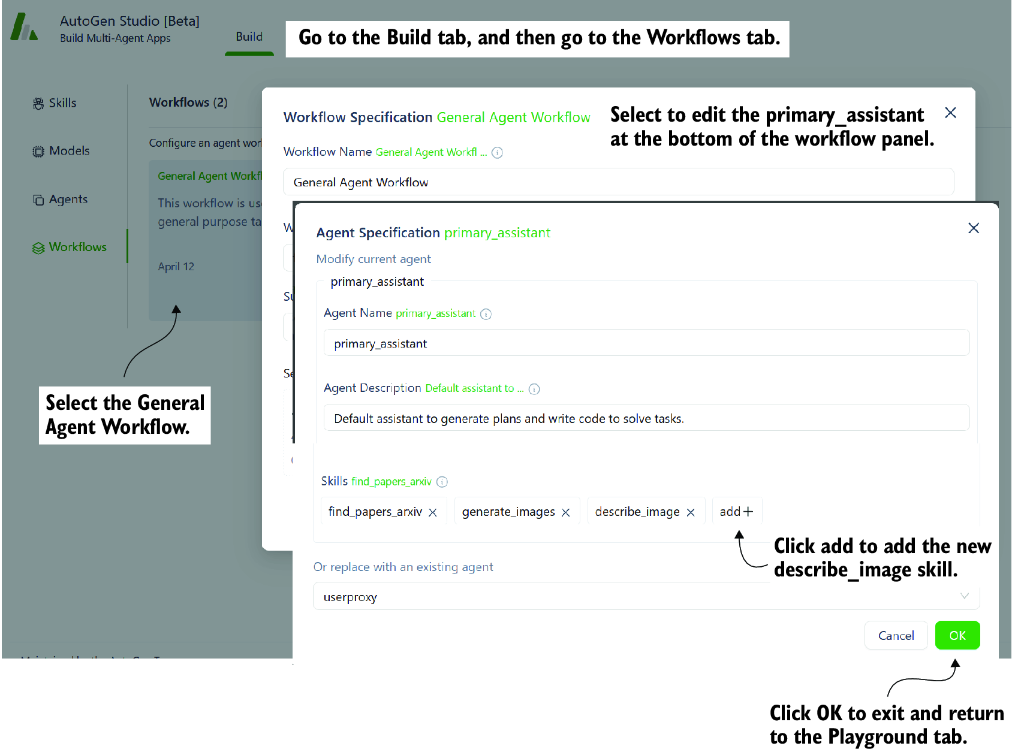 AutoGen Studio [Beta]
Build Multi-Agent Apps
Build
Go to the Build tab, and then go to the Workflows tab.
Skills
Models
Agents
Workflows
Workflows (2)
Configure an agent wor
General Agent Workfl
This workflow is use
general purpose ta
April 12
Select the General
Agent Workflow.
Workflow Specification General Agent Workflow
Select to edit the primary_assistant
at the bottom of the workflow panel.
Workflow Name General Agent Workfl ...
General Agent Workflow
W
Su
Se
Agent Specification primary_assistant
Modify current agent
primary_assistant
Agent Name primary_assistant
primary_assistant
Agent Description Default assistant to ...
Default assistant to generate plans and write code to solve tasks.
Skills find_papers_arxiv
find_papers_arxiv generate_images describe_image add
Click add to add the new
describe_image skill.
Or replace with an existing agent
userproxy
Cancel OK
Click OK to exit and return
to the Playground tab.